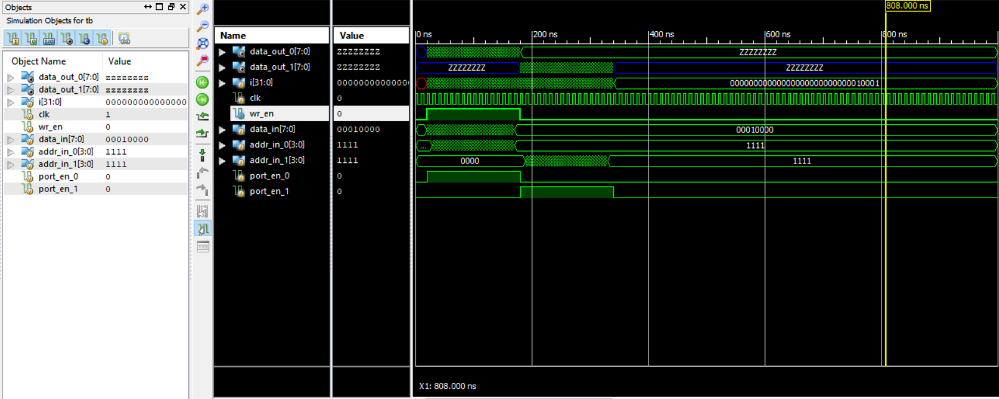 Objects
Simulation Objects for tb
Object Name Value
data_out_0[7:0] zzzzzzzz
data_out_1[7:0] zzzzzzzz
i[31:0] 000000000000000
clk 1
wr_en 0
data_in[7:0] 00010000
addr_in_0[3:0] 1111
addr_in_1[3:0] 1111
port_en_0 0
port_en_1 0
808.000 ns
Name Value 0 ns 200 ns 400 ns 600 ns 800 ns
data_out_0[7:0] zzzzzzzz ZZZZZZZZ
data_out_1[7:0] zzzzzzzz ZZZZZZZZ ZZZZZZZZ
i[31:0] 00000000000000 00000000000000000000000000010001
clk 0
wr_en 0
data_in[7:0] 00010000 00010000
addr_in_0[3:0] 1111 ... 1111
addr_in_1[3:0] 1111 0000 1111
port_en_0 0
port_en_1 0
X1: 808.000 ns